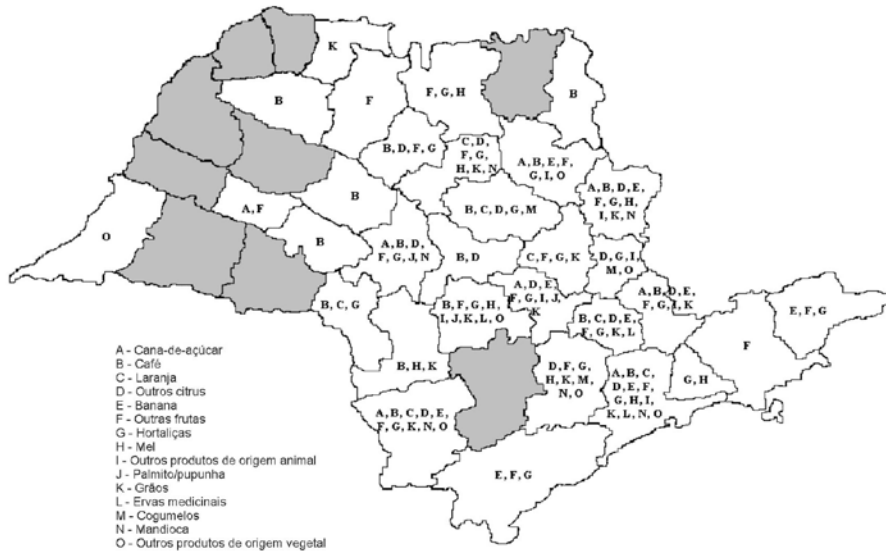 K
B
F
F, G, H
B
B, D, F, G
C, D,
F, G,
H, K, N
A, B, E, F,
G, I, O
A, B, D, E,
F, G, H,
I, K, N
B
A, F
B, C, D, G, M
O
B
A, B, D,
F, G, J, N
B, D
C, F, G, K
D, G, I,
M, O
B, C, G
B, F, G, H,
I, J, K, L, O
A, D, E,
F, G, I, J,
K
A, B, D, E,
F, G, I, K
B, C, D, E,
F, G, K, L
E, F, G
F
B, H, K
D, F, G,
H, K, M,
N, O
A, B, C,
D, E, F,
G, H, I,
K, L, N, O
G, H
A, B, C, D, E,
F, G, K, N, O
E, F, G
A - Cana-de-açúcar
B - Café
C - Laranja
D - Outros citrus
E - Banana
F - Outras frutas
G - Hortaliças
H - Mel
I - Outros produtos de origem animal
J - Palmito/pupunha
K - Grãos
L - Ervas medicinais
M - Cogumelos
N - Mandioca
O - Outros produtos de origem vegetal